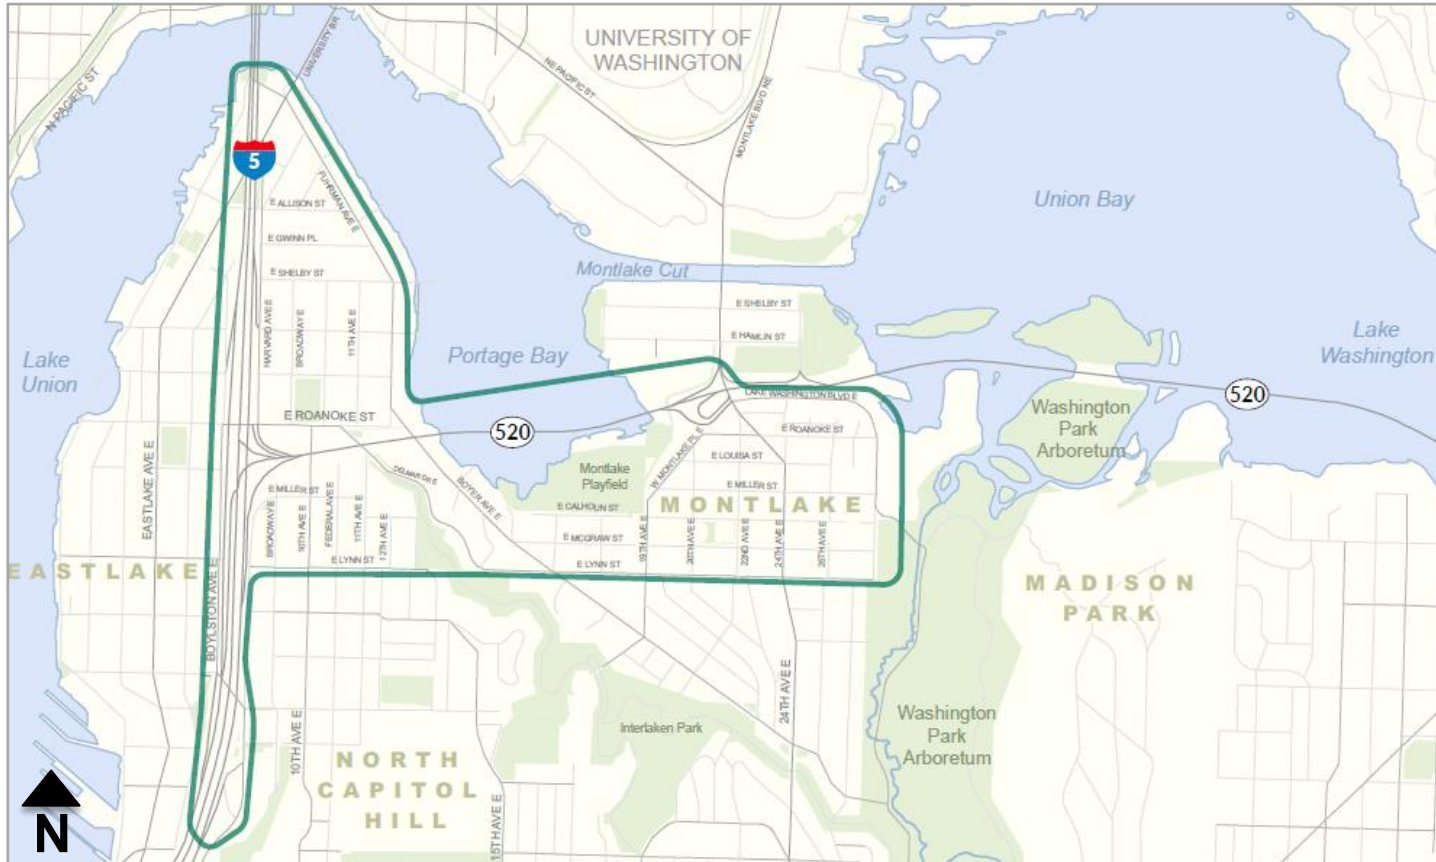 UNIVERSITY OF
WASHINGTON
N PACIFIC ST
UNIVERSITY BR
NE PACIFIC ST
MONTLAKE BLVD NE
5
FUHRMAN AVE E
E ALLISON ST
E GWINN PL
E SHELBY ST
Union Bay
Montlake Cut
E SHELBY ST
E HAMLIN ST
HARVARD AVE E
BROADWAY E
11TH AVE E
Lake
Union
Portage Bay
Lake
Washington
LAKE WASHINGTON BLVD E
520
E ROANOKE ST
520
E ROANOKE ST
Washington
Park
Arboretum
EASTLAKE AVE E
DELMAR DR E
BOYER AVE E
Montlake
Playfield
W MONTLAKE PL E
E LOUISA ST
E MILLER ST
E MILLER ST
MONTLAKE
E CALHOUN ST
BROADWAY E
10TH AVE E
FEDERAL AVE E
11TH AVE E
12TH AVE E
E MCGRAW ST
19TH AVE E
20TH AVE E
22ND AVE E
24TH AVE E
25TH AVE E
E LYNN ST
E LYNN ST
EASTLAKE
BOYLSTON AVE E
MADISON
PARK
24TH AVE E
Interlaken Park
Washington
Park
Arboretum
10TH AVE E
NORTH
CAPITOL
HILL
15TH AVE E
N